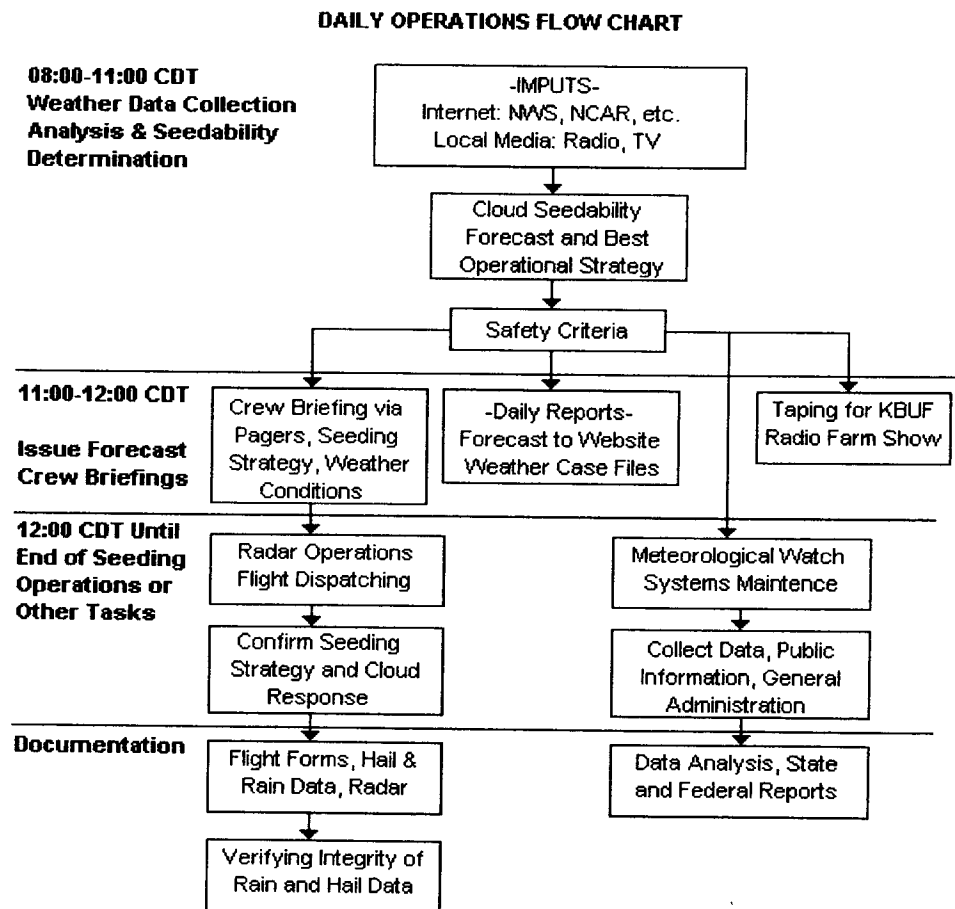 DAILY OPERATIONS FLOW CHART
08:00-11:00 CDT
Weather Data Collection
Analysis & Seedability
Determination
-IMPUTS-
Internet: NWS, NCAR, etc.
Local Media: Radio, TV
Cloud Seedability
Forecast and Best
Operational Strategy
Safety Criteria
11:00-12:00 CDT
Issue Forecast
Crew Briefings
Crew Briefing via
Pagers, Seeding
Strategy, Weather
Conditions
-Daily Reports-
Forecast to Website
Weather Case Files
Taping for KBUF
Radio Farm Show
12:00 CDT Until
End of Seeding
Operations or
Other Tasks
Radar Operations
Flight Dispatching
Meteorological Watch
Systems Maintence
Confirm Seeding
Strategy and Cloud
Response
Collect Data, Public
Information, General
Administration
Documentation
Flight Forms, Hail &
Rain Data, Radar
Data Analysis, State
and Federal Reports
Verifying Integrity of
Rain and Hail Data